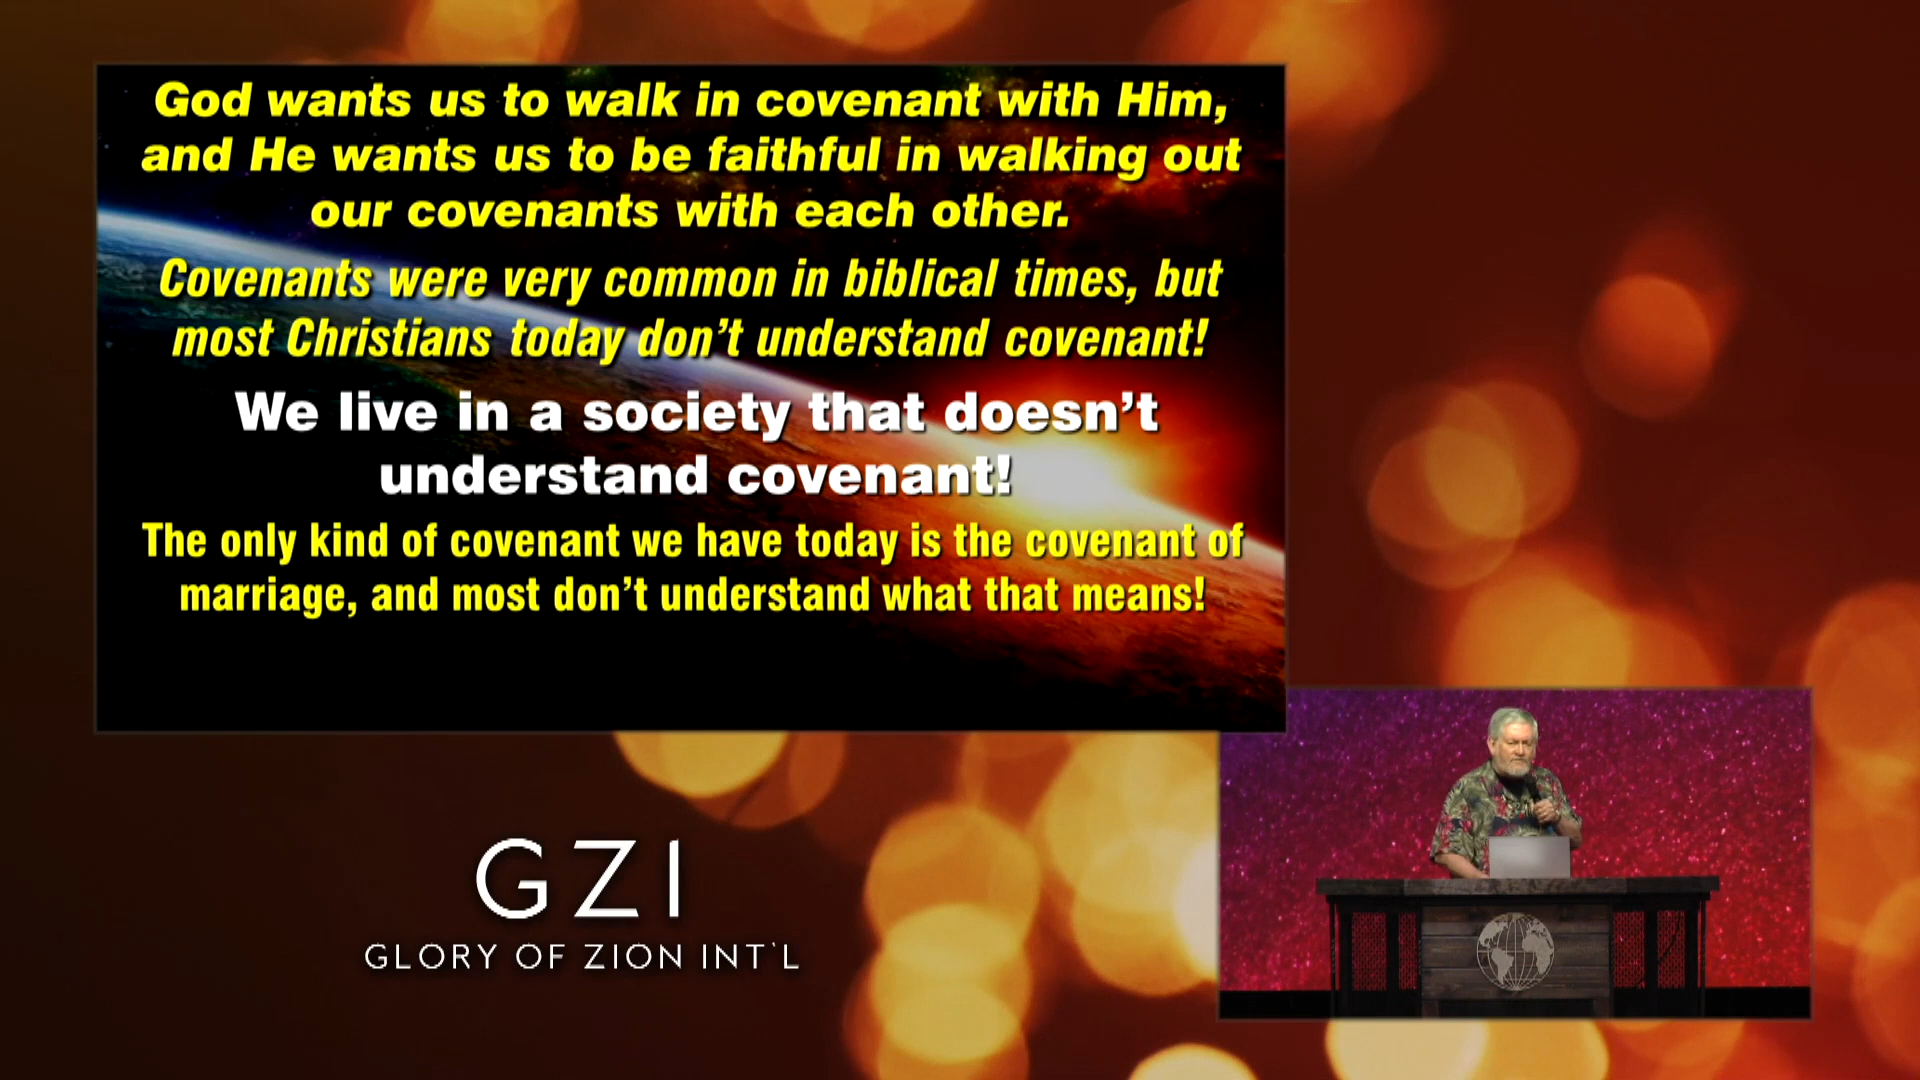 God wants us to walk in covenant with Him,
and He wants us to be faithful in walking out
our covenants with each other.
Covenants were very common in biblical times, but
most Christians today don’t understand covenant!
We live in a society that doesn’t
understand covenant!
The only kind of covenant we have today is the covenant of
marriage, and most don’t understand what that means!
GZI
GLORY OF ZION INT'L